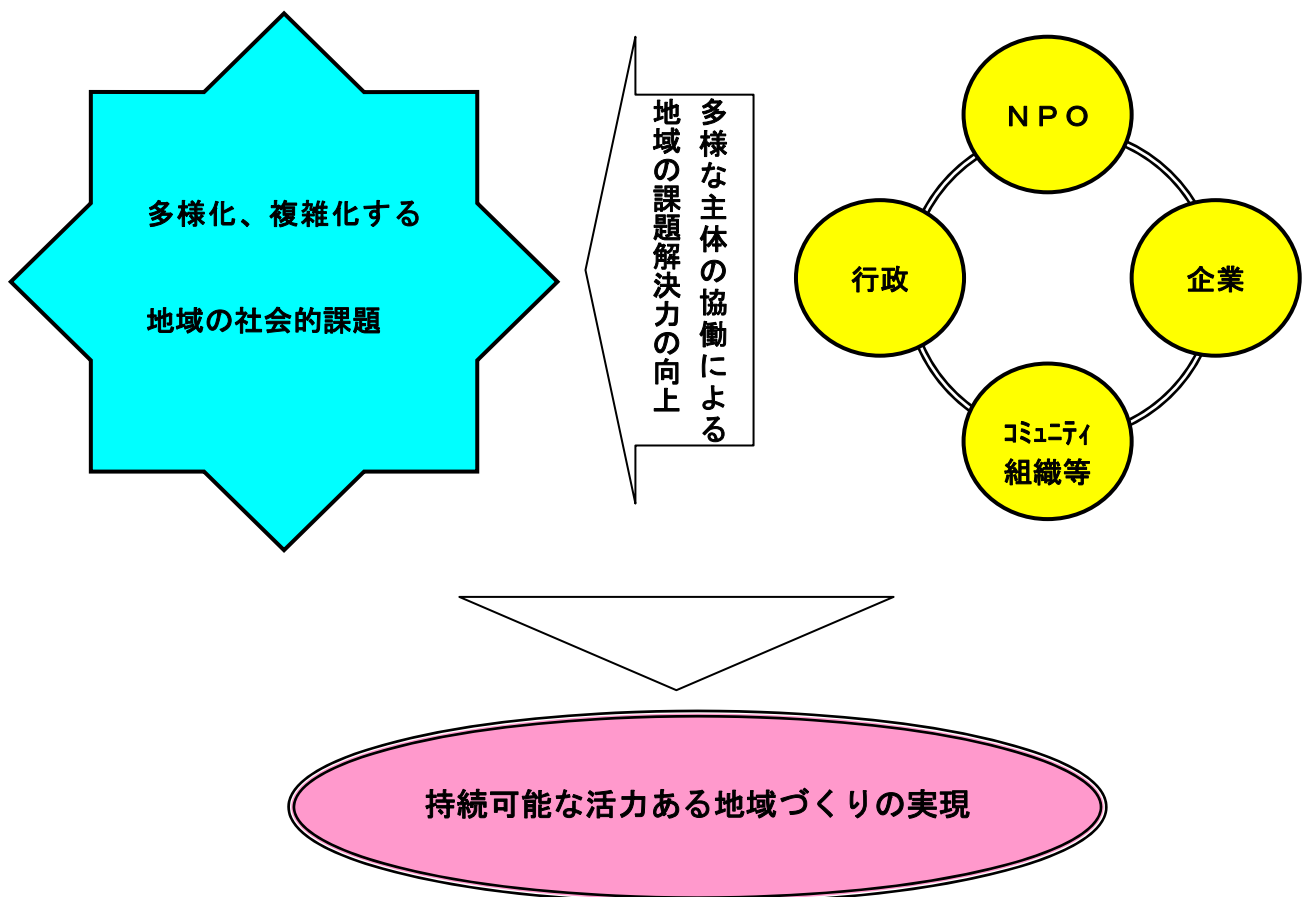 多様化、複雑化する
地域の社会的課題
多様な主体の協働による
地域の課題解決力の向上
ＮＰＯ
行政
企業
ｺﾐｭﾆﾃｨ
組織等
持続可能な活力ある地域づくりの実現